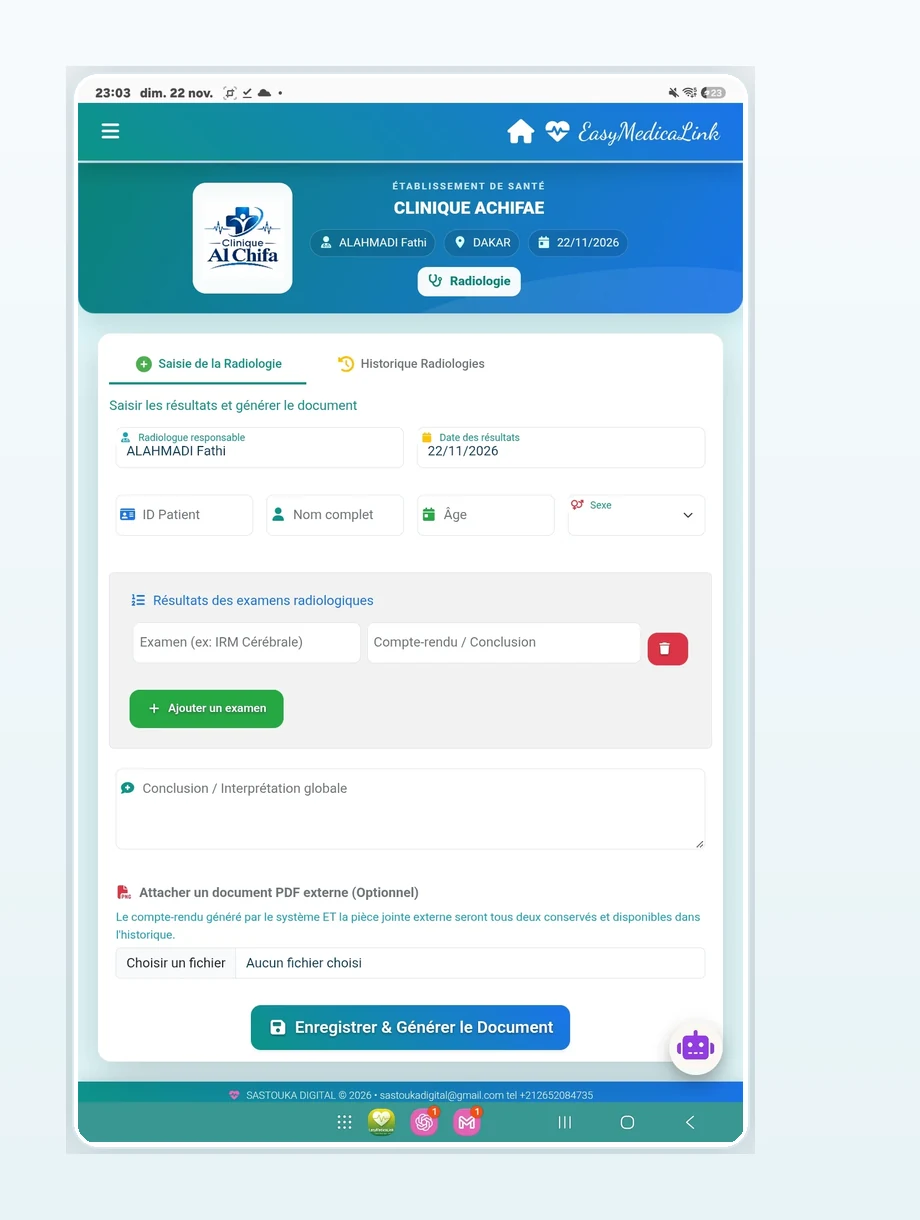 23:03 dim. 22 nov.
23
EasyMedicaLink
ÉTABLISSEMENT DE SANTÉ
CLINIQUE ACHIFAE
Clinique
Al Chifa
ALAHMADI Fathi
DAKAR
22/11/2026
Radiologie
Saisie de la Radiologie
Historique Radiologies
Saisir les résultats et générer le document
Radiologue responsable
ALAHMADI Fathi
Date des résultats
22/11/2026
ID Patient
Nom complet
Âge
Sexe
Résultats des examens radiologiques
Examen (ex: IRM Cérébrale)
Compte-rendu / Conclusion
Ajouter un examen
Conclusion / Interprétation globale
Attacher un document PDF externe (Optionnel)
Le compte-rendu généré par le système ET la pièce jointe externe seront tous deux conservés et disponibles dans
l'historique.
Choisir un fichier
Aucun fichier choisi
Enregistrer & Générer le Document
SASTOUKA DIGITAL © 2026 • sastoukadigital@gmail.com tel +212652084735
1
1